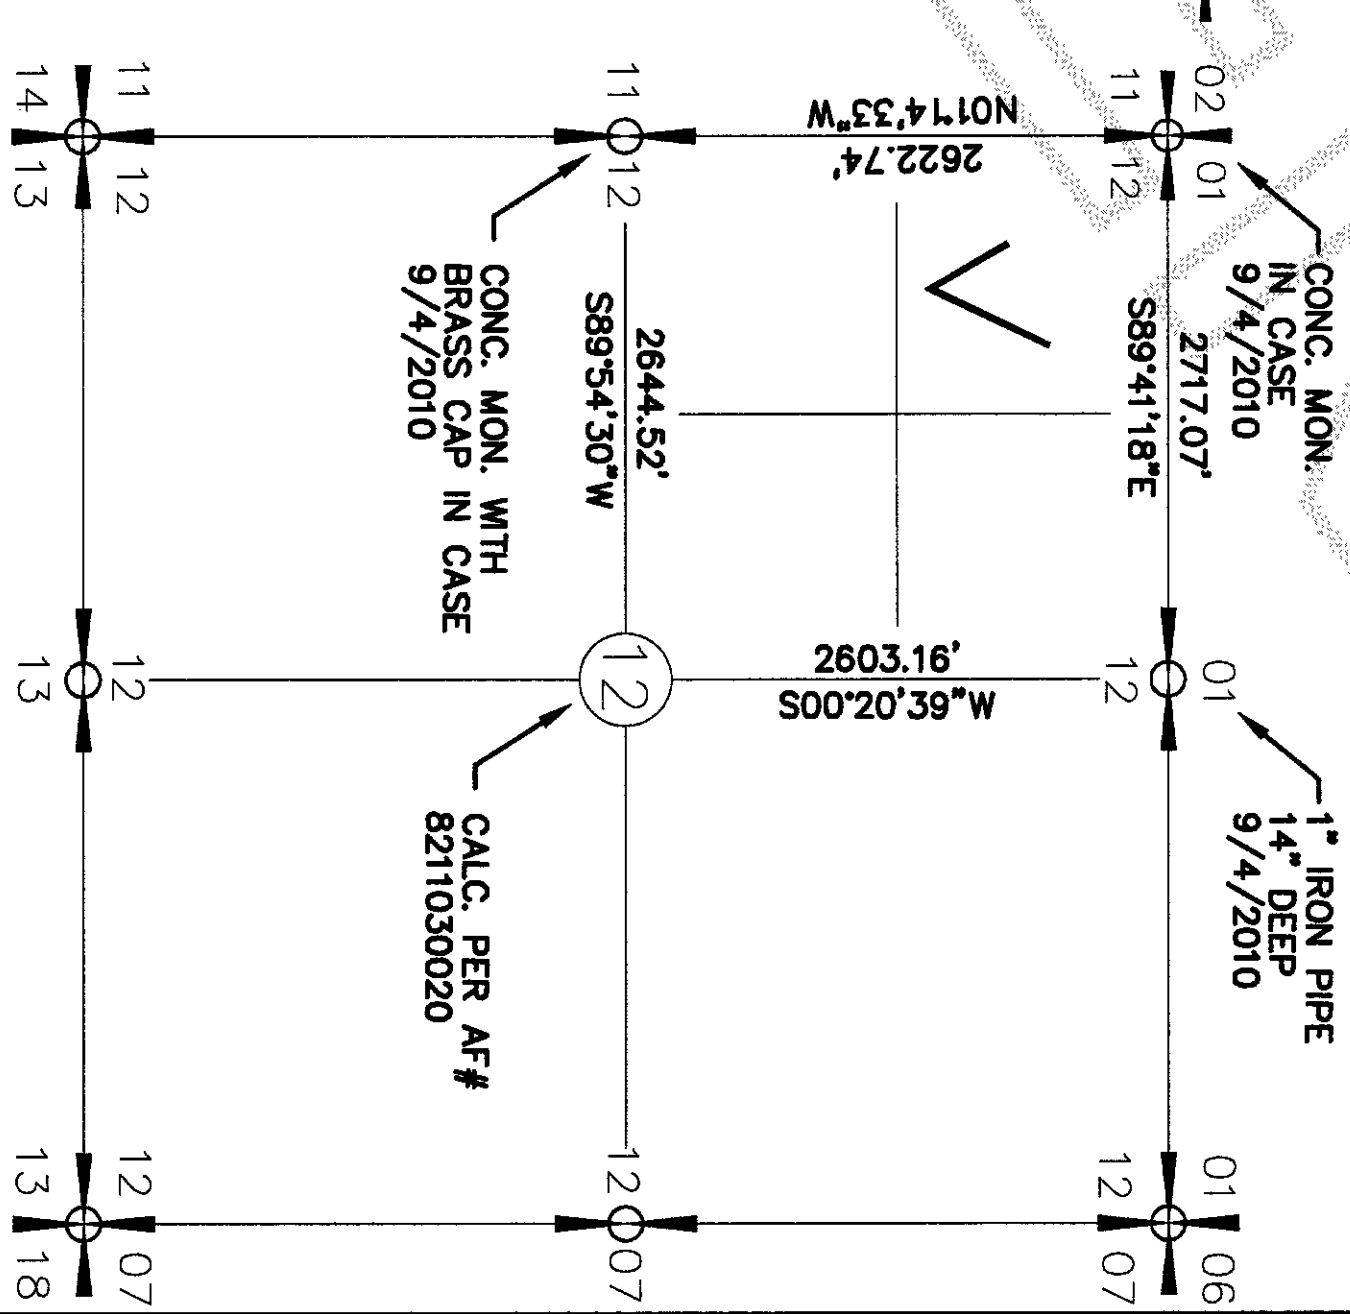 CONC. MON.
IN CASE
9/4/2010
1" IRON PIPE
14" DEEP
9/4/2010
02 01
01
01 06
2717.07'
S89°41'18"E
11 12
12
12 07
N01°14'33"W
2622.74'
2603.16'
S00°20'39"W
2644.52'
S89°54'30"W
11 12
12
12 07
CONC. MON. WITH
BRASS CAP IN CASE
9/4/2010
CALC. PER AF#
8211030020
11 12
12
12 07
14 13
13
13 18